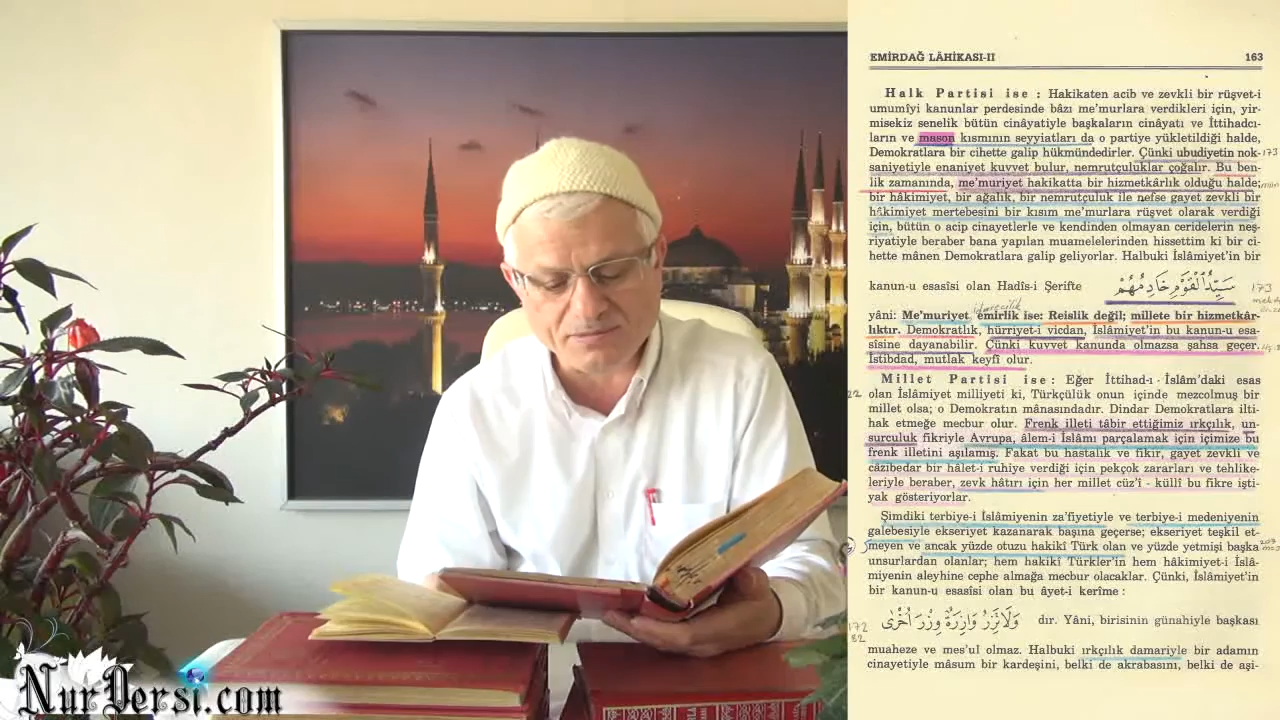 EMİRDAĞ LÂHİKASI-II 163
Halk Partisi ise : Hakikaten acib ve zevkli bir rüşvet-i
umumîyi kanunlar perdesinde bâzı me'murlara verdikleri için, yir-
misekiz senelik bütün cinâyatiyle başkaların cinâyatı ve İttihadcı-
ların ve mason kısmının seyyiatları da o partiye yükletildiği halde,
Demokratlara bir cihette galip hükmündedirler. Çünki ubudiyetin nok-
saniyetiyle enaniyet kuvvet bulur, nemrutçuluklar çoğalır. Bu ben-
lik zamanında, me'muriyet hakikatta bir hizmetkârlık olduğu halde;
bir hâkimiyet, bir ağalık, bir nemrutçuluk ile nefse gayet zevkli bir
hâkimiyet mertebesini bir kısım me'murlara rüşvet olarak verdiği
için, bütün o acip cinayetlerle ve kendinden olmayan ceridelerin neş-
riyatiyle beraber bana yapılan muamelelerinden hissettim ki bir ci-
hette mânen Demokratlara galip geliyorlar. Halbuki İslâmiyet'in bir
kanun-u esasîsi olan Hadîs-i Şerifte سَيِّدُ الْقَوْمِ خَادِمُهُمْ
yâni: Me'muriyet emirlik ise: Reislik değil; millete bir hizmetkâr-
lıktır. Demokratlık, hürriyet-i vicdan, İslâmiyet'in bu kanun-u esa-
sîsine dayanabilir. Çünki kuvvet kanunda olmazsa şahsa geçer.
İstibdad, mutlak keyfî olur.
Millet Partisi ise : Eğer İttihad-ı İslâm'daki esas
olan İslâmiyet milliyeti ki, Türkçülük onun içinde mezcolmuş bir
millet olsa; o Demokratın mânasındadır. Dindar Demokratlara ilti-
hak etmeğe mecbur olur. Frenk illeti tâbir ettiğimiz ırkçılık, un-
surculuk fikriyle Avrupa, âlem-i İslâmı parçalamak için içimize bu
frenk illetini aşılamış. Fakat bu hastalık ve fikir, gayet zevkli ve
câzibedar bir hâlet-i ruhiye verdiği için pekçok zararları ve tehlike-
leriyle beraber, zevk hâtırı için her millet cüz'î - küllî bu fikre işti-
yak gösteriyorlar.
Şimdiki terbiye-i İslâmiyenin za'fiyetiyle ve terbiye-i medeniyenin
galebesiyle ekseriyet kazanarak başına geçerse; ekseriyet teşkil et-
meyen ve ancak yüzde otuzu hakikî Türk olan ve yüzde yetmişi başka
unsurlardan olanlar; hem hakikî Türkler'in hem hâkimiyet-i İslâ-
miyenin aleyhine cephe almağa mecbur olacaklar. Çünki, İslâmiyet'in
bir kanun-u esasîsi olan bu âyet-i kerîme :
وَلَا تَزِرُ وَازِرَةٌ وِزْرَ اُخْرٰى dır. Yâni, birisinin günahiyle başkası
muaheze ve mes'ul olmaz. Halbuki ırkçılık damariyle bir adamın
cinayetiyle mâsum bir kardeşini, belki de akrabasını, belki de aşi-
NurDersi.com